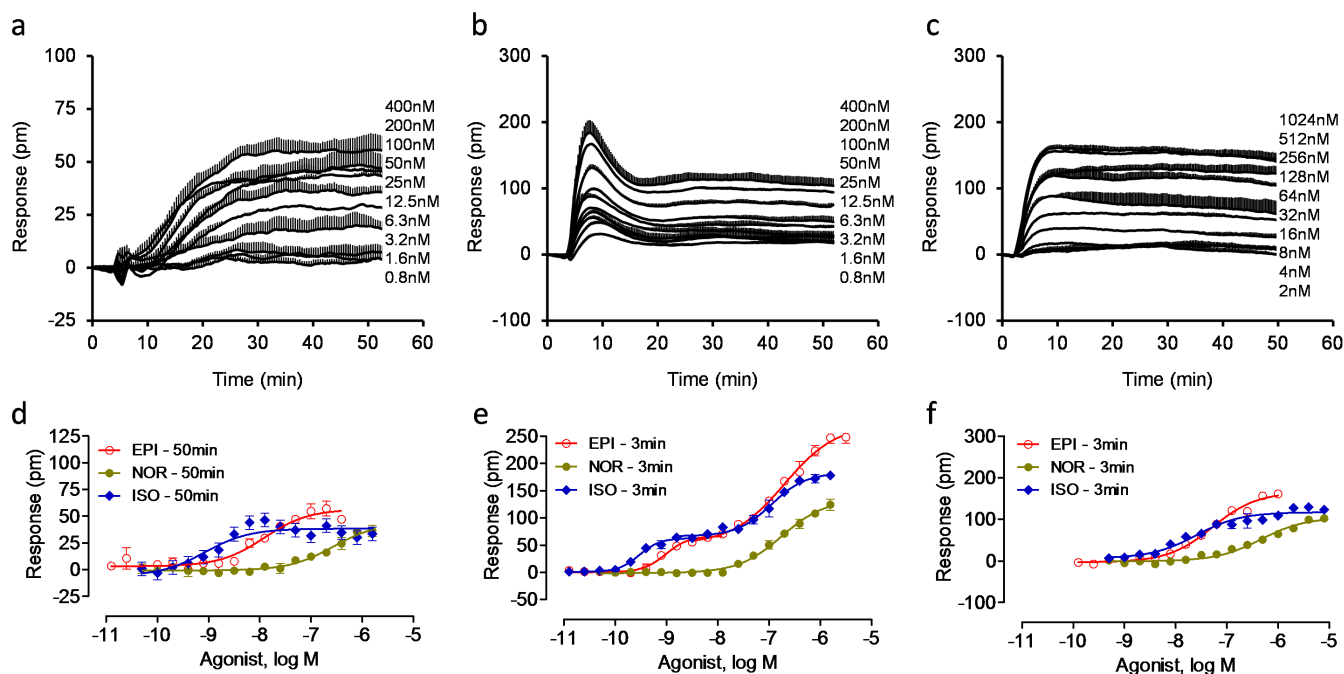 a
100
75
50
25
0
-25
Response (pm)
400nM
200nM
100nM
50nM
25nM
12.5nM
6.3nM
3.2nM
1.6nM
0.8nM
0 10 20 30 40 50 60
Time (min)
b
300
200
100
0
-100
Response (pm)
400nM
200nM
100nM
50nM
25nM
12.5nM
6.3nM
3.2nM
1.6nM
0.8nM
0 10 20 30 40 50 60
Time (min)
c
300
200
100
0
-100
Response (pm)
1024nM
512nM
256nM
128nM
64nM
32nM
16nM
8nM
4nM
2nM
0 10 20 30 40 50 60
Time (min)
d
125
100
75
50
25
0
-25
Response (pm)
EPI - 50min
NOR - 50min
ISO - 50min
-11 -10 -9 -8 -7 -6 -5
Agonist, log M
e
250
200
150
100
50
0
50
Response (pm)
EPI - 3min
NOR - 3min
ISO - 3min
-11 -10 -9 -8 -7 -6 -5
Agonist, log M
f
300
200
100
0
-100
Response (pm)
EPI - 3min
NOR - 3min
ISO - 3min
-11 -10 -9 -8 -7 -6 -5
Agonist, log M